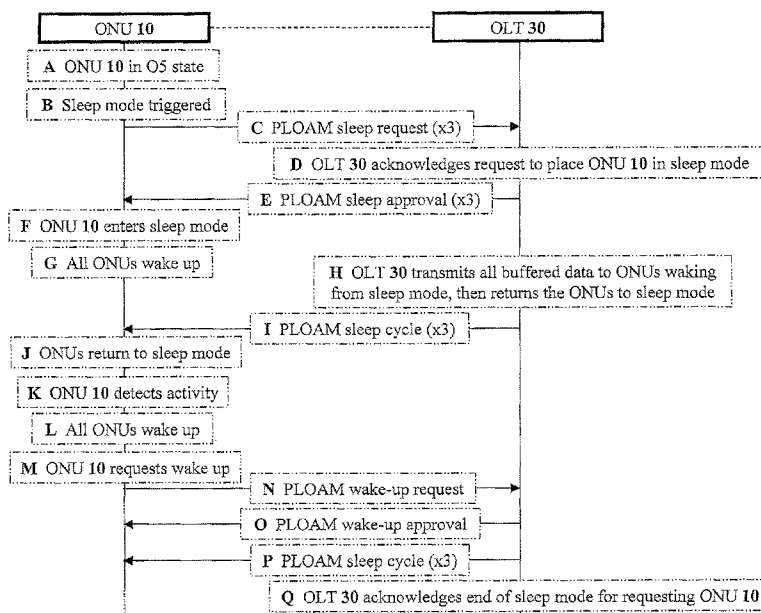 ONU 10
OLT 30
A ONU 10 in O5 state
B Sleep mode triggered
C PLOAM sleep request (x3)
D OLT 30 acknowledges request to place ONU 10 in sleep mode
E PLOAM sleep approval (x3)
F ONU 10 enters sleep mode
G All ONUs wake up
H OLT 30 transmits all buffered data to ONUs waking
from sleep mode, then returns the ONUs to sleep mode
I PLOAM sleep cycle (x3)
J ONUs return to sleep mode
K ONU 10 detects activity
L All ONUs wake up
M ONU 10 requests wake up
N PLOAM wake-up request
O PLOAM wake-up approval
P PLOAM sleep cycle (x3)
Q OLT 30 acknowledges end of sleep mode for requesting ONU 10